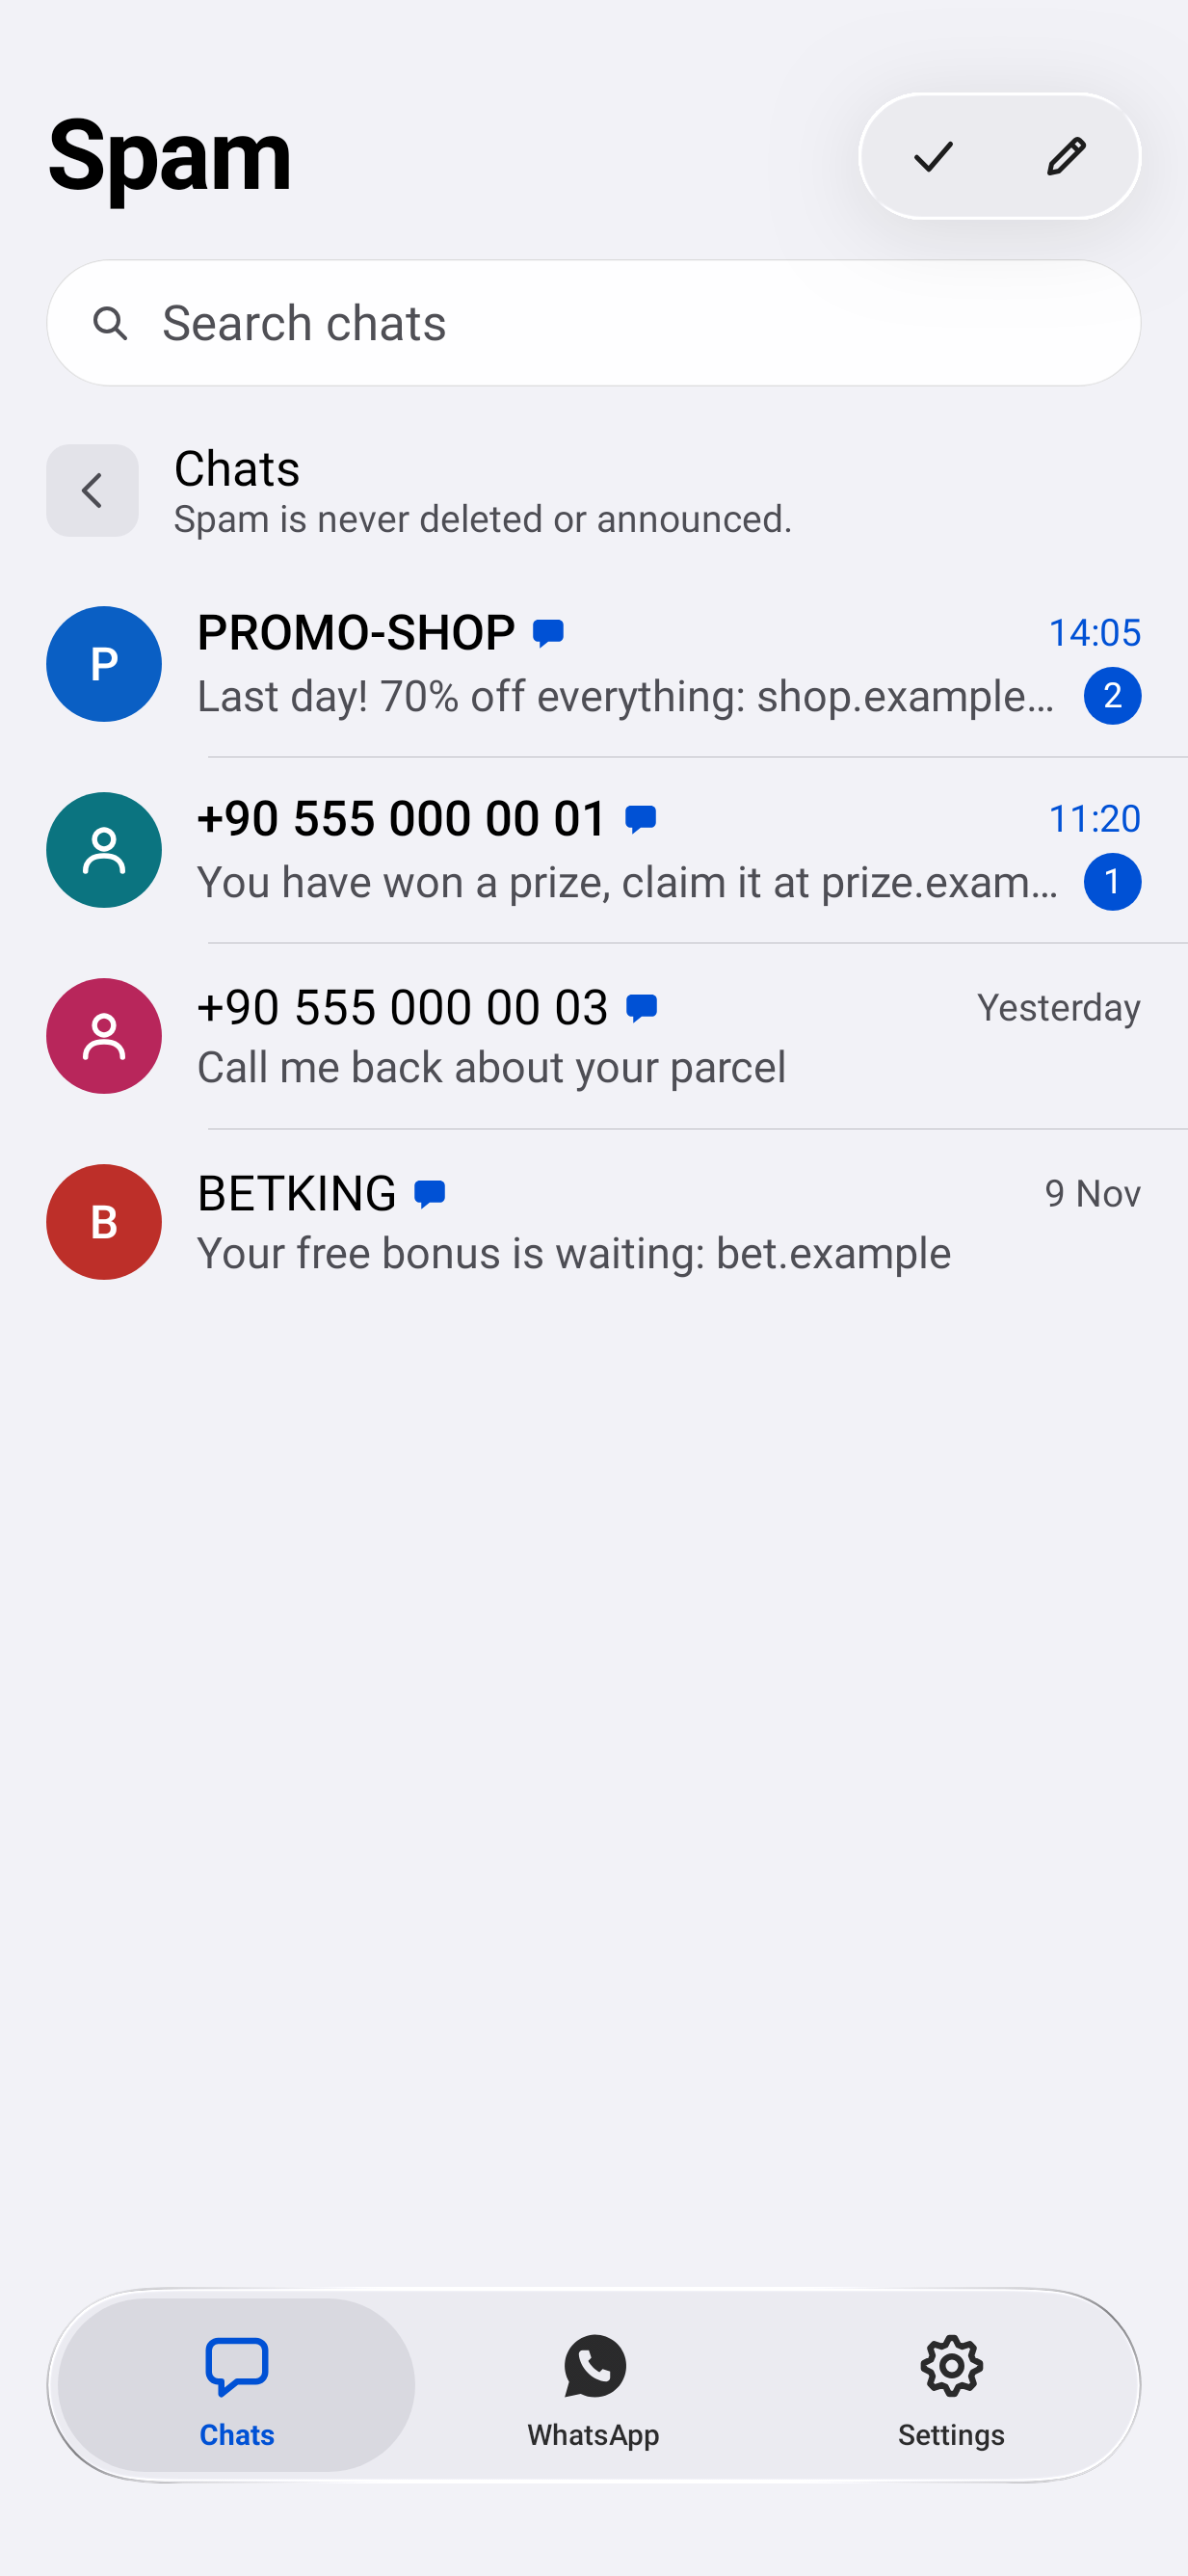 Spam
Search chats
Chats
Spam is never deleted or announced.
P
PROMO-SHOP
14:05
Last day! 70% off everything: shop.example…
2
+90 555 000 00 01
11:20
You have won a prize, claim it at prize.exam…
1
+90 555 000 00 03
Yesterday
Call me back about your parcel
B
BETKING
9 Nov
Your free bonus is waiting: bet.example
Chats
WhatsApp
Settings